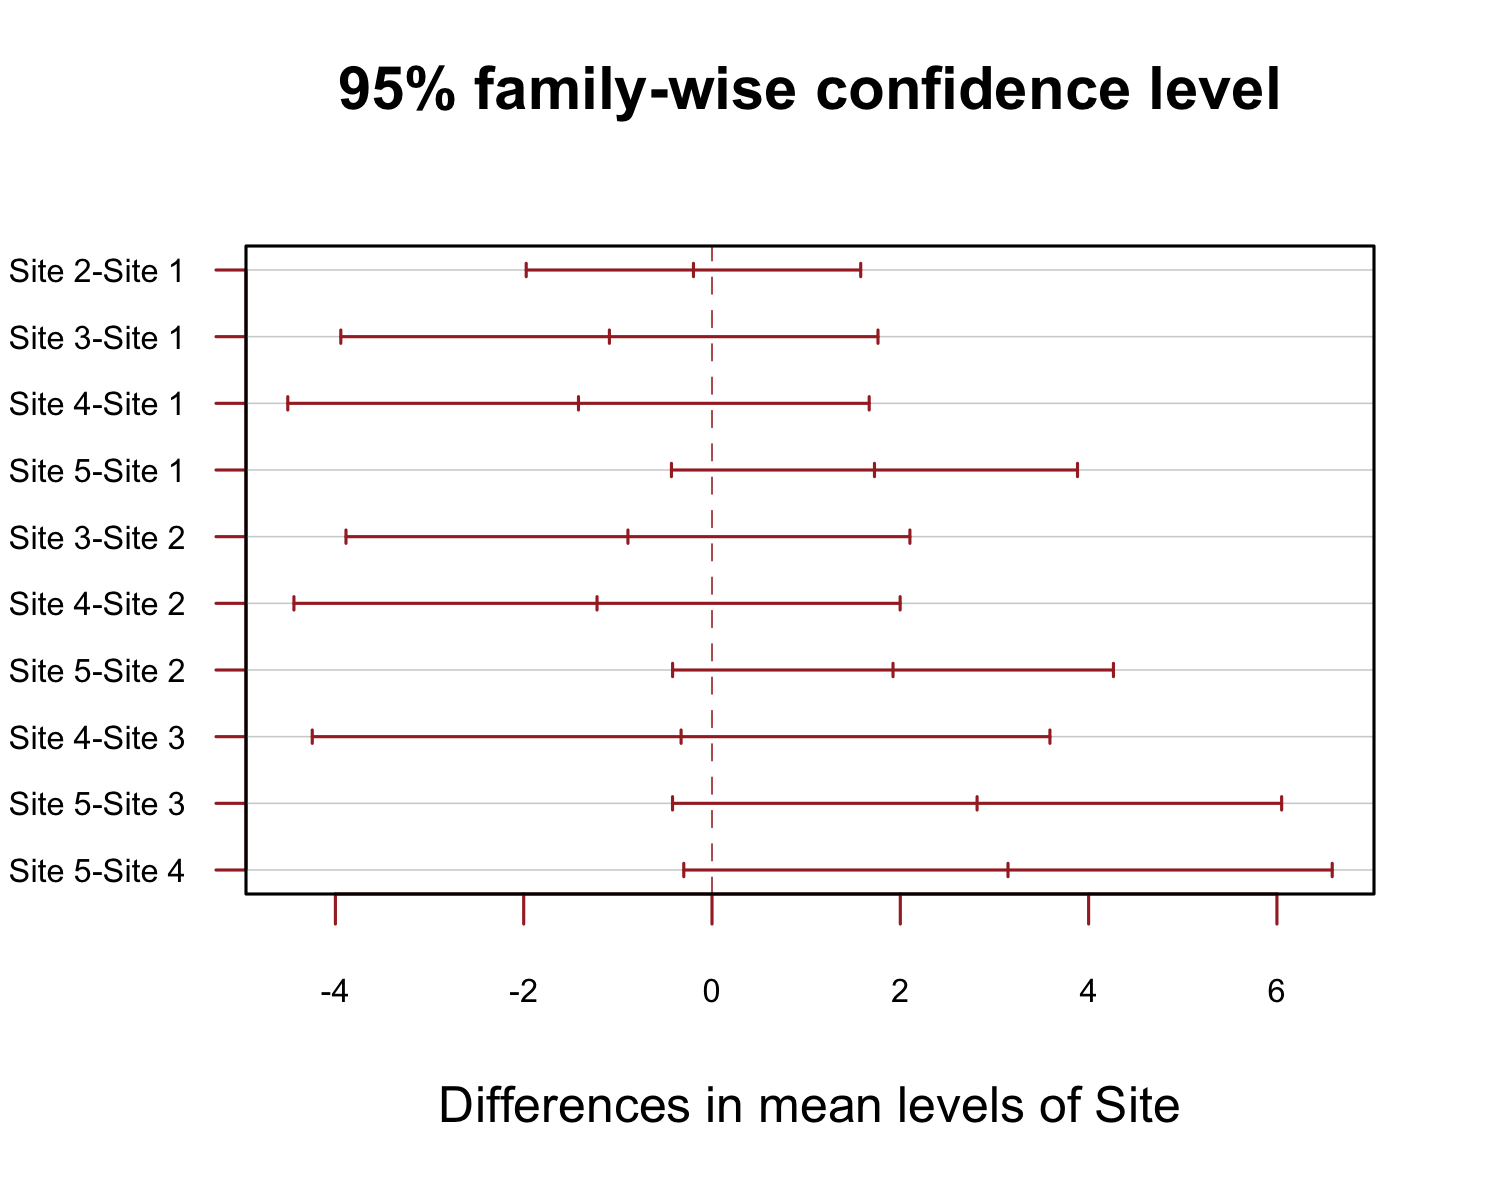 95% family-wise confidence level
Site 2-Site 1
Site 3-Site 1
Site 4-Site 1
Site 5-Site 1
Site 3-Site 2
Site 4-Site 2
Site 5-Site 2
Site 4-Site 3
Site 5-Site 3
Site 5-Site 4
-4 -2 0 2 4 6
Differences in mean levels of Site